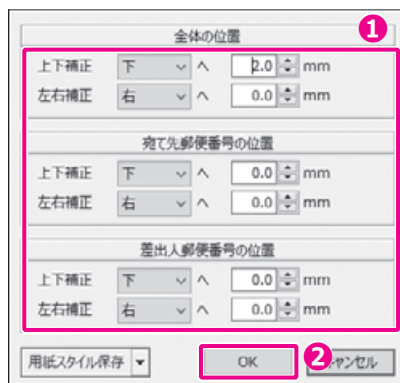 全体の位置
1
上下補正 下 へ 2.0 mm
左右補正 右 へ 0.0 mm
宛て先郵便番号の位置
上下補正 下 へ 0.0 mm
左右補正 右 へ 0.0 mm
差出人郵便番号の位置
上下補正 下 へ 0.0 mm
左右補正 右 へ 0.0 mm
用紙スタイル保存 OK 2 ャンセル